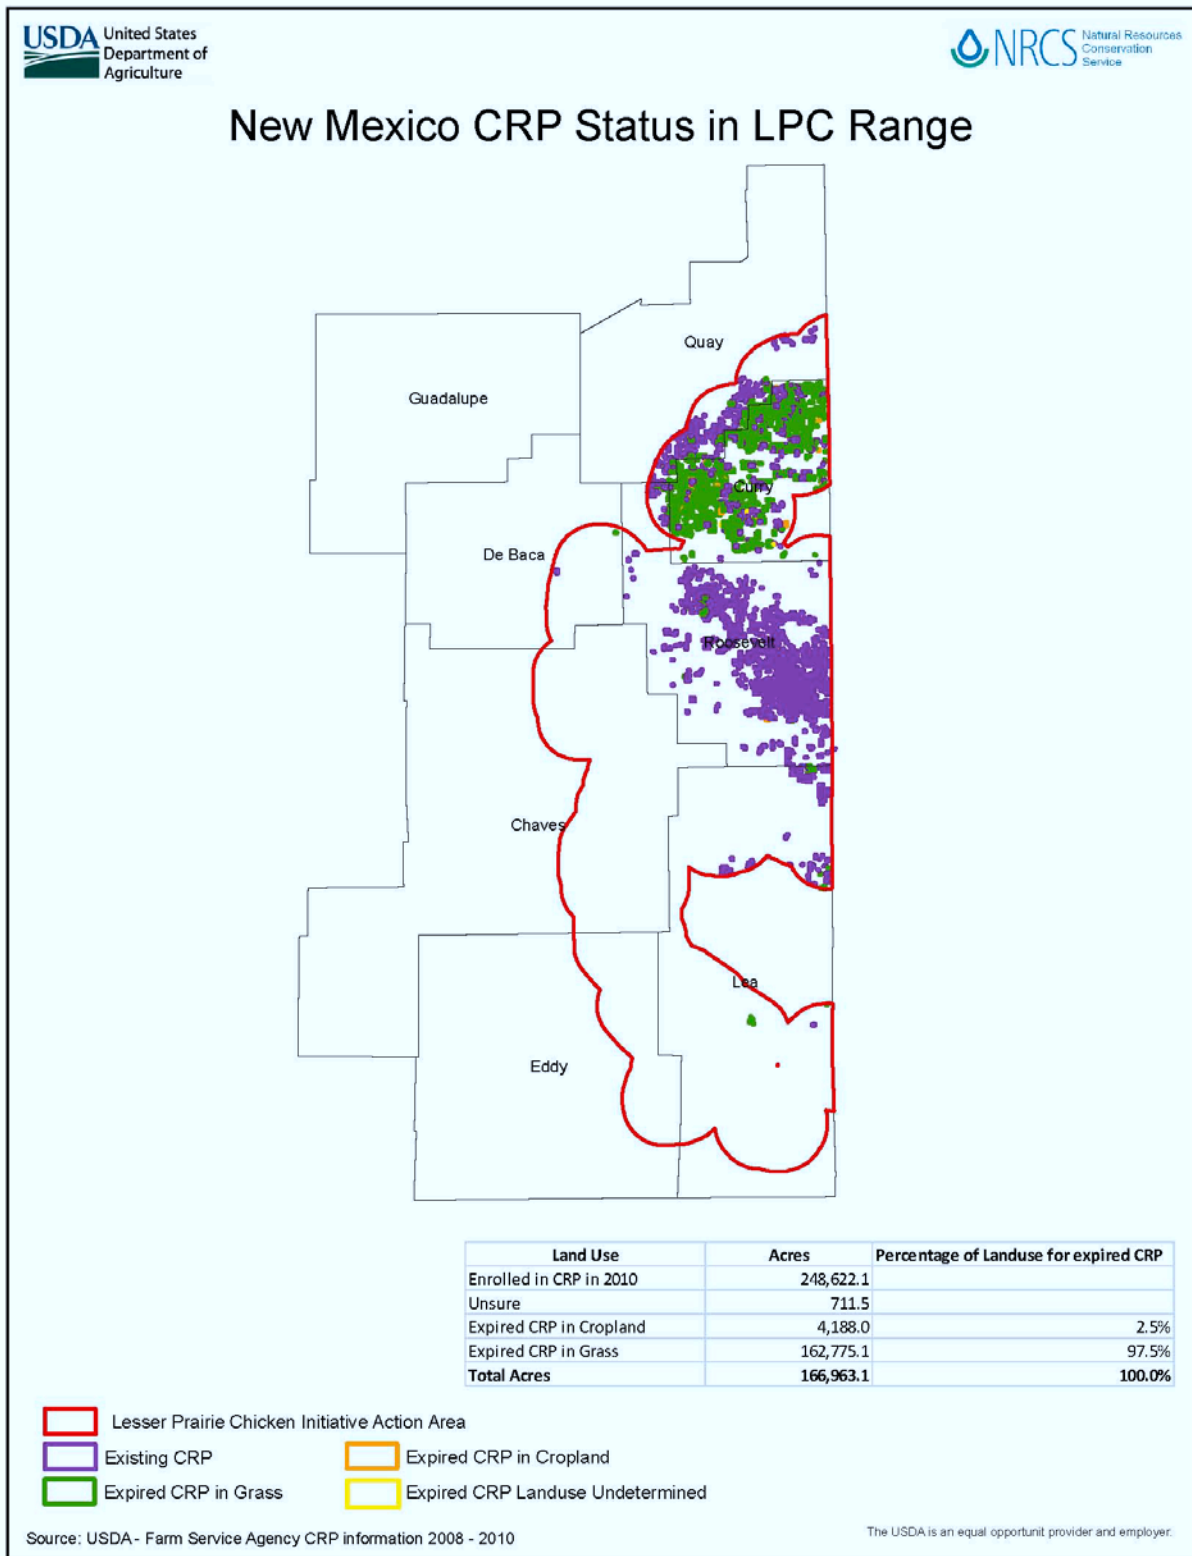 USDA United States
Department of
Agriculture
NRCS Natural Resources
Conservation
Service
New Mexico CRP Status in LPC Range
Quay
Guadalupe
Curry
De Baca
Roosevelt
Chaves
Lea
Eddy
Land Use Acres Percentage of Landuse for expired CRP
Enrolled in CRP in 2010 248,622.1
Unsure 711.5
Expired CRP in Cropland 4,188.0 2.5%
Expired CRP in Grass 162,775.1 97.5%
Total Acres 166,963.1 100.0%
Lesser Prairie Chicken Initiative Action Area
Existing CRP Expired CRP in Cropland
Expired CRP in Grass Expired CRP Landuse Undetermined
Source: USDA - Farm Service Agency CRP information 2008 - 2010
The USDA is an equal opportunit provider and employer.